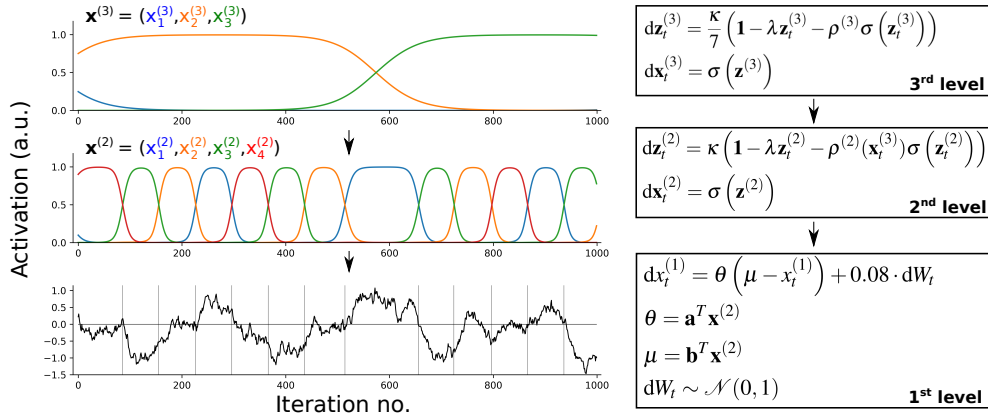 x^(3) = (x_1^(3),x_2^(3),x_3^(3))
1.0
0.5
0.0
0 200 400 600 800 1000
x^(2) = (x_1^(2),x_2^(2),x_3^(2),x_4^(2))
1.0
0.5
0.0
0 200 400 600 800 1000
1.0
0.5
0.0
−0.5
−1.0
−1.5
0 200 400 600 800 1000
Activation (a.u.)
Iteration no.
dz_t^(3) = κ/7 (1 − λz_t^(3) − ρ^(3)σ(z_t^(3)))
dx_t^(3) = σ(z^(3))
3rd level
dz_t^(2) = κ(1 − λz_t^(2) − ρ^(2)(x_t^(3))σ(z_t^(2)))
dx_t^(2) = σ(z^(2))
2nd level
dx_t^(1) = θ(μ − x_t^(1)) + 0.08 · dW_t
θ = a^T x^(2)
μ = b^T x^(2)
dW_t ∼ 𝒩(0,1)
1st level